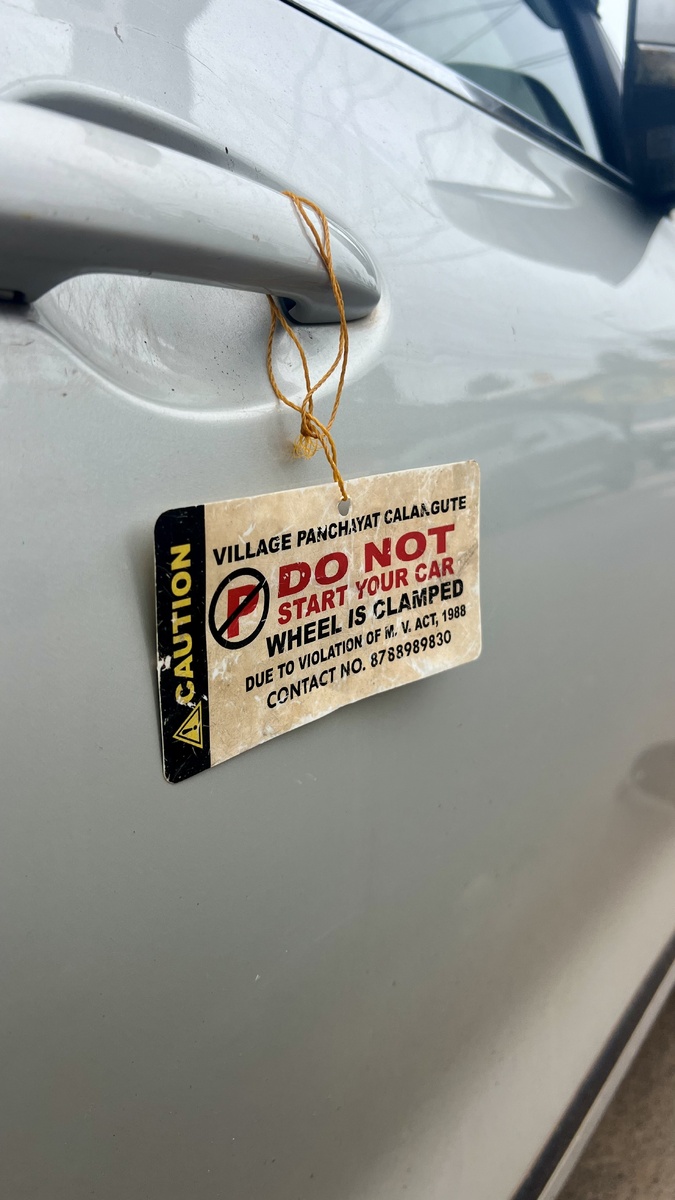 CAUTION
VILLAGE PANCHAYAT CALANGUTE
P
DO NOT
START YOUR CAR
WHEEL IS CLAMPED
DUE TO VIOLATION OF M. V. ACT, 1988
CONTACT NO. 8788989830